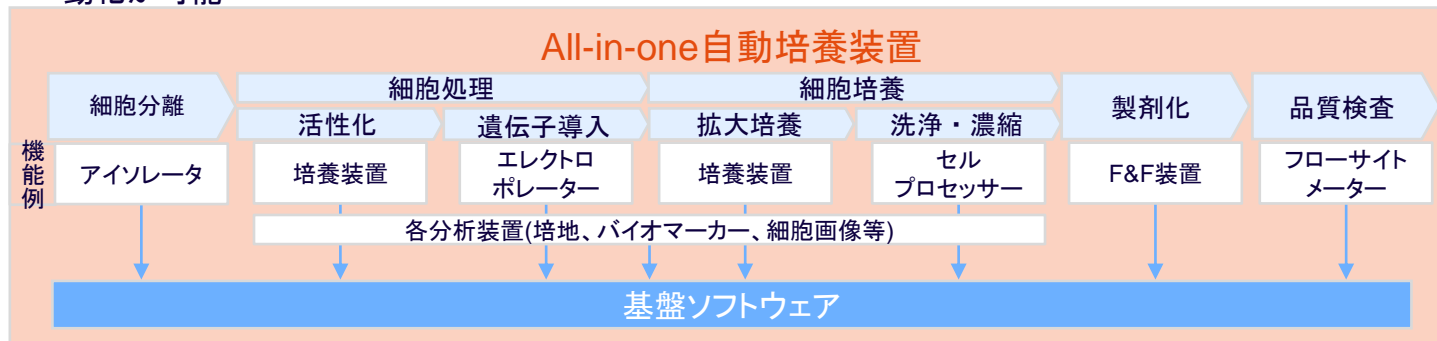 All-in-one自動培養装置
細胞分離
細胞処理
細胞培養
製剤化
品質検査
活性化
遺伝子導入
拡大培養
洗浄・濃縮
機能例
アイソレータ
培養装置
エレクトロ
ポレーター
培養装置
セル
プロセッサー
F&F装置
フローサイト
メーター
各分析装置(培地、バイオマーカー、細胞画像等)
基盤ソフトウェア